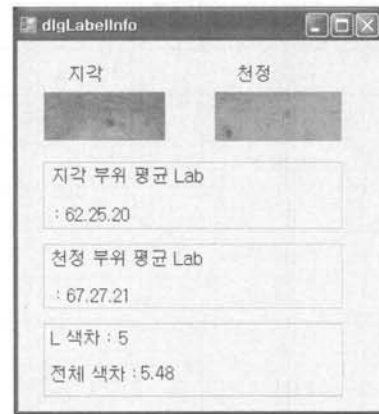 dlgLabelInfo
지각 천정
지각 부위 평균 Lab
: 62.25.20
천정 부위 평균 Lab
: 67.27.21
L 색차 : 5
전체 색차 : 5.48